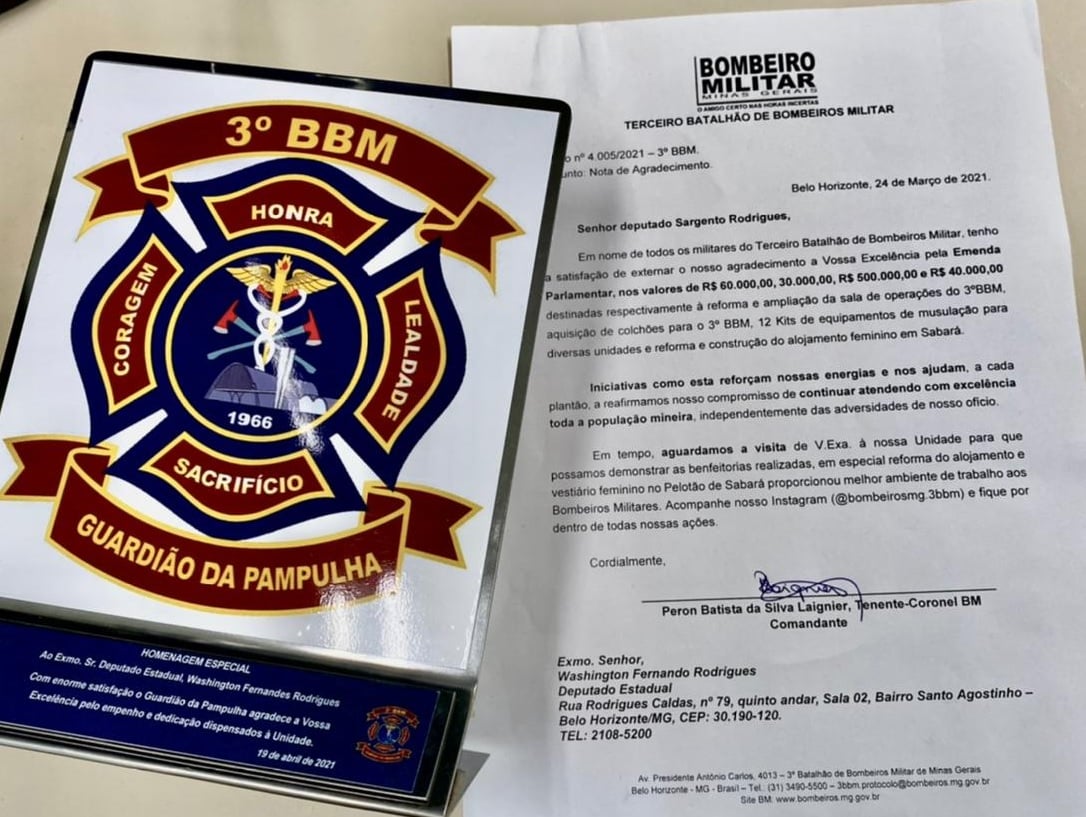 3º BBM
HONRA
CORAGEM
LEALDADE
1966
SACRIFÍCIO
GUARDIÃO DA PAMPULHA
HOMENAGEM ESPECIAL
Ao Exmo. Sr. Deputado Estadual, Washington Fernandes Rodrigues
Com enorme satisfação o Guardião da Pampulha agradece a Vossa
Excelência pelo empenho e dedicação dispensados à Unidade.
19 de abril de 2021
3º BBM
BOMBEIRO
MILITAR
MINAS GERAIS
O AMIGO CERTO NAS HORAS INCERTAS
TERCEIRO BATALHÃO DE BOMBEIROS MILITAR
o nº 4.005/2021 – 3º BBM.
unto: Nota de Agradecimento.
Belo Horizonte, 24 de Março de 2021.
Senhor deputado Sargento Rodrigues,
Em nome de todos os militares do Terceiro Batalhão de Bombeiros Militar, tenho
a satisfação de externar o nosso agradecimento a Vossa Excelência pela Emenda
Parlamentar, nos valores de R$ 60.000,00, 30.000,00, R$ 500.000,00 e R$ 40.000,00
destinadas respectivamente à reforma e ampliação da sala de operações do 3ºBBM,
aquisição de colchões para o 3º BBM, 12 Kits de equipamentos de musulação para
diversas unidades e reforma e construção do alojamento feminino em Sabará.
Iniciativas como esta reforçam nossas energias e nos ajudam, a cada
plantão, a reafirmamos nosso compromisso de continuar atendendo com excelência
toda a população mineira, independentemente das adversidades de nosso oficio.
Em tempo, aguardamos a visita de V.Exa. à nossa Unidade para que
possamos demonstrar as benfeitorias realizadas, em especial reforma do alojamento e
vestiário feminino no Pelotão de Sabará proporcionou melhor ambiente de trabalho aos
Bombeiros Militares. Acompanhe nosso Instagram (@bombeirosmg.3bbm) e fique por
dentro de todas nossas ações.
Cordialmente,
Peron Batista da Silva Laignier, Tenente-Coronel BM
Comandante
Exmo. Senhor,
Washington Fernando Rodrigues
Deputado Estadual
Rua Rodrigues Caldas, nº 79, quinto andar, Sala 02, Bairro Santo Agostinho –
Belo Horizonte/MG, CEP: 30.190-120.
TEL: 2108-5200
Av. Presidente Antônio Carlos, 4013 – 3º Batalhão de Bombeiros Militar de Minas Gerais
Belo Horizonte - MG - Brasil – Tel.: (31) 3490-5500 – 3bbm.protocolo@bombeiros.mg.gov.br
Site BM: www.bombeiros.mg.gov.br